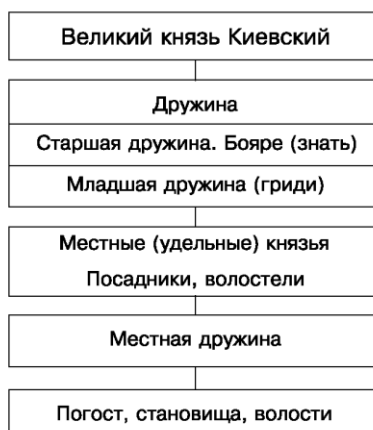 Великий князь Киевский
Дружина
Старшая дружина. Бояре (знать)
Младшая дружина (гриди)
Местные (удельные) князья
Посадники, волостели
Местная дружина
Погост, становища, волости